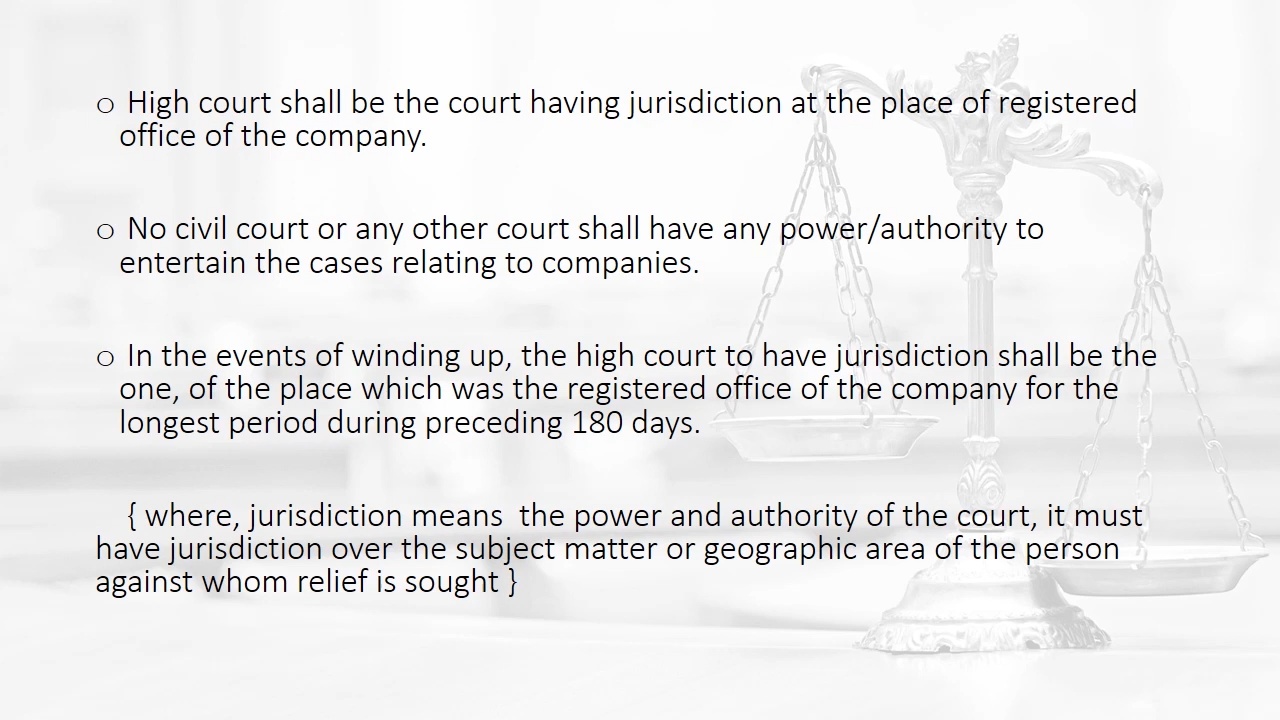 o High court shall be the court having jurisdiction at the place of registered
office of the company.
o No civil court or any other court shall have any power/authority to
entertain the cases relating to companies.
o In the events of winding up, the high court to have jurisdiction shall be the
one, of the place which was the registered office of the company for the
longest period during preceding 180 days.
{ where, jurisdiction means  the power and authority of the court, it must
have jurisdiction over the subject matter or geographic area of the person
against whom relief is sought }